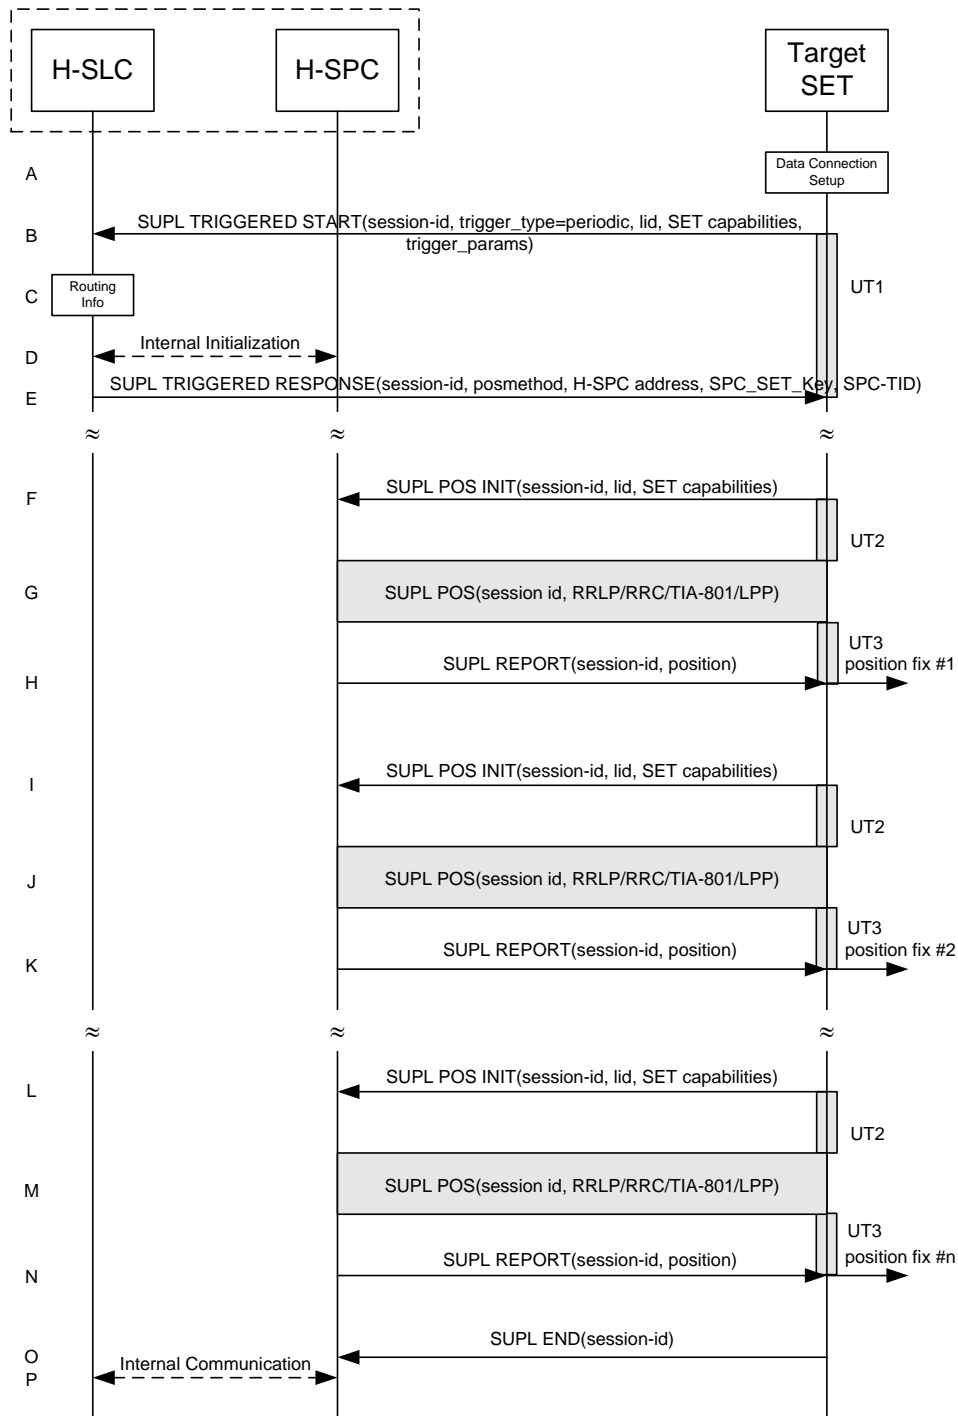 H-SLC
H-SPC
Target
SET
A
Data Connection
Setup
B
SUPL TRIGGERED START(session-id, trigger_type=periodic, lid, SET capabilities,
trigger_params)
C
Routing
Info
UT1
D
Internal Initialization
E
SUPL TRIGGERED RESPONSE(session-id, posmethod, H-SPC address, SPC_SET_Key, SPC-TID)
≈
≈
≈
F
SUPL POS INIT(session-id, lid, SET capabilities)
UT2
G
SUPL POS(session id, RRLP/RRC/TIA-801/LPP)
UT3
H
SUPL REPORT(session-id, position)
position fix #1
I
SUPL POS INIT(session-id, lid, SET capabilities)
UT2
J
SUPL POS(session id, RRLP/RRC/TIA-801/LPP)
UT3
K
SUPL REPORT(session-id, position)
position fix #2
≈
≈
≈
L
SUPL POS INIT(session-id, lid, SET capabilities)
UT2
M
SUPL POS(session id, RRLP/RRC/TIA-801/LPP)
UT3
N
SUPL REPORT(session-id, position)
position fix #n
O
SUPL END(session-id)
P
Internal Communication